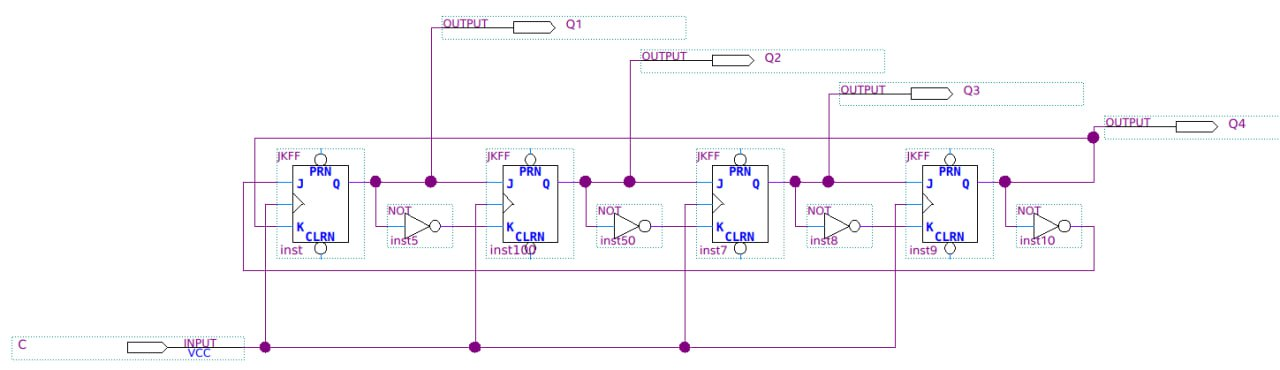 OUTPUT Q1
OUTPUT Q2
OUTPUT Q3
OUTPUT Q4
JKFF JKFF JKFF JKFF
PRN PRN PRN PRN
J Q J Q J Q J Q
NOT NOT NOT NOT
K K K K
CLRN CLRN CLRN CLRN
inst inst5 inst100 inst50 inst7 inst8 inst9 inst10
C INPUT
VCC